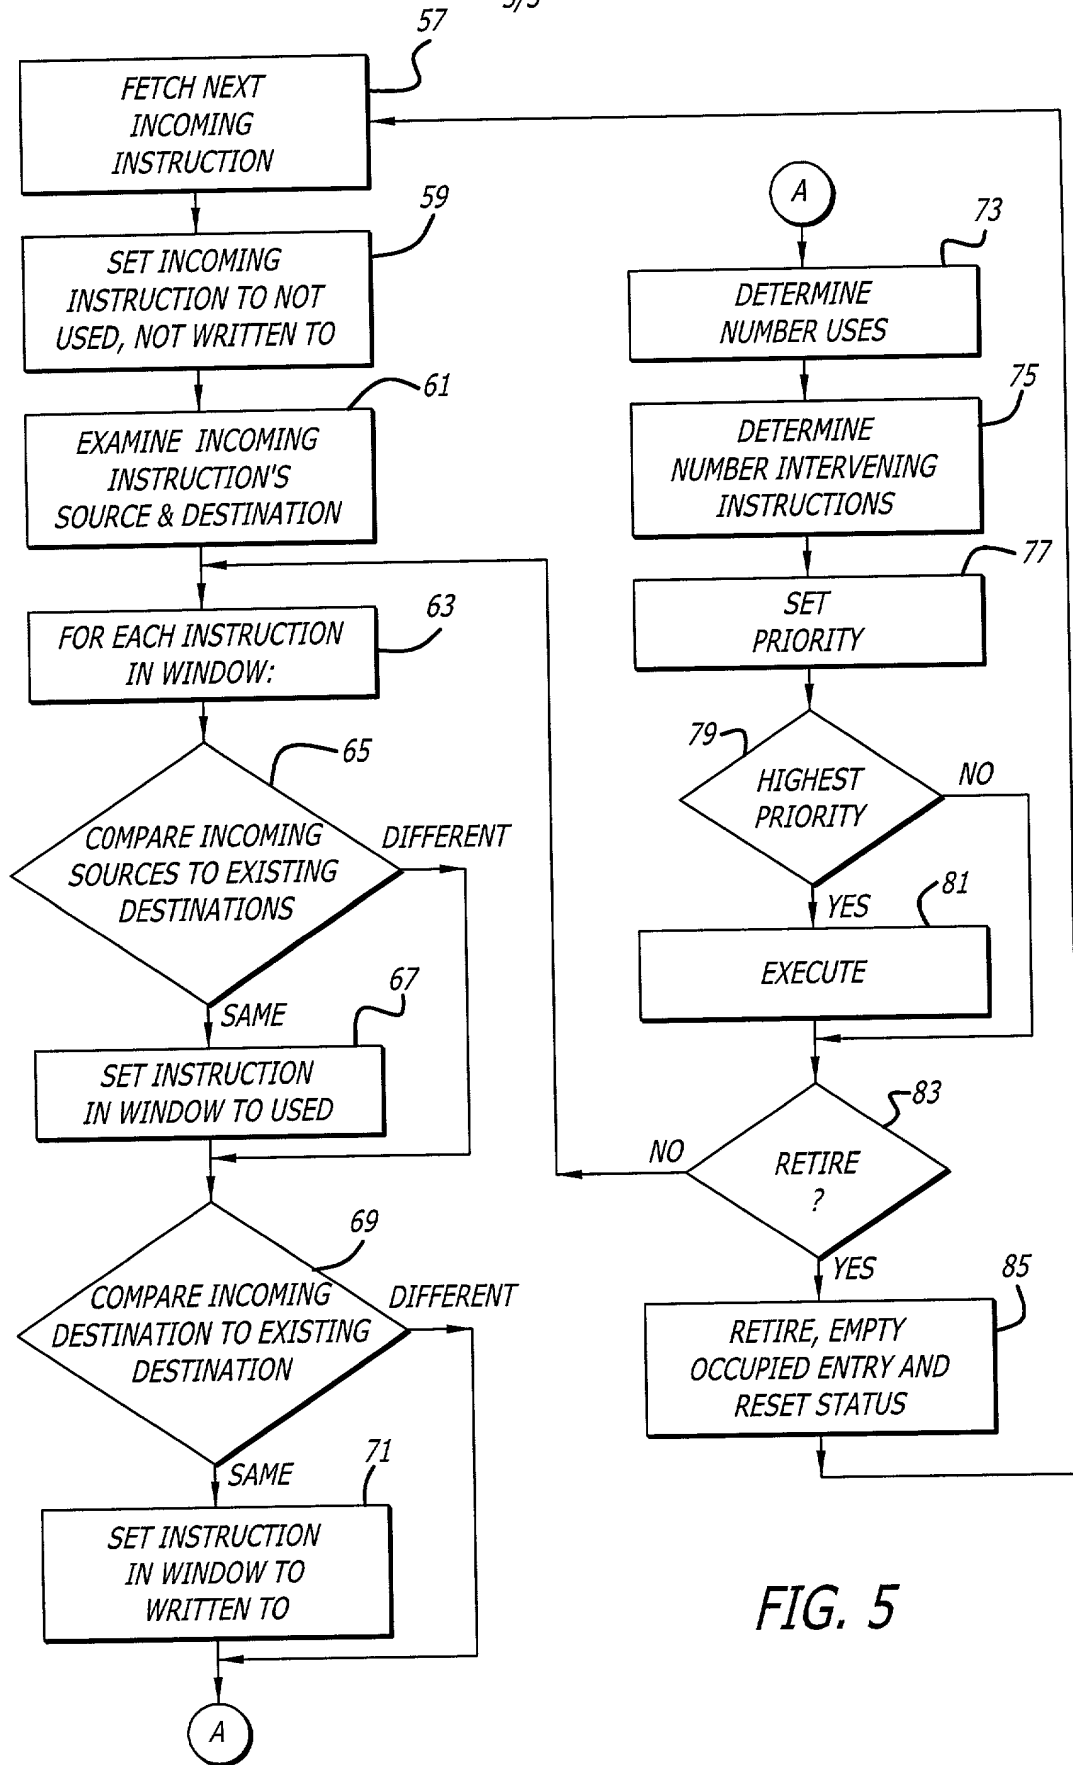 57
FETCH NEXT
INCOMING
INSTRUCTION
59
SET INCOMING
INSTRUCTION TO NOT
USED, NOT WRITTEN TO
61
EXAMINE INCOMING
INSTRUCTION'S
SOURCE & DESTINATION
63
FOR EACH INSTRUCTION
IN WINDOW:
65
COMPARE INCOMING
SOURCES TO EXISTING
DESTINATIONS
DIFFERENT
SAME
67
SET INSTRUCTION
IN WINDOW TO USED
69
COMPARE INCOMING
DESTINATION TO EXISTING
DESTINATION
DIFFERENT
SAME
71
SET INSTRUCTION
IN WINDOW TO
WRITTEN TO
A
A
73
DETERMINE
NUMBER USES
75
DETERMINE
NUMBER INTERVENING
INSTRUCTIONS
77
SET
PRIORITY
79
HIGHEST
PRIORITY
NO
YES
81
EXECUTE
83
RETIRE
?
NO
YES
85
RETIRE, EMPTY
OCCUPIED ENTRY AND
RESET STATUS
FIG. 5